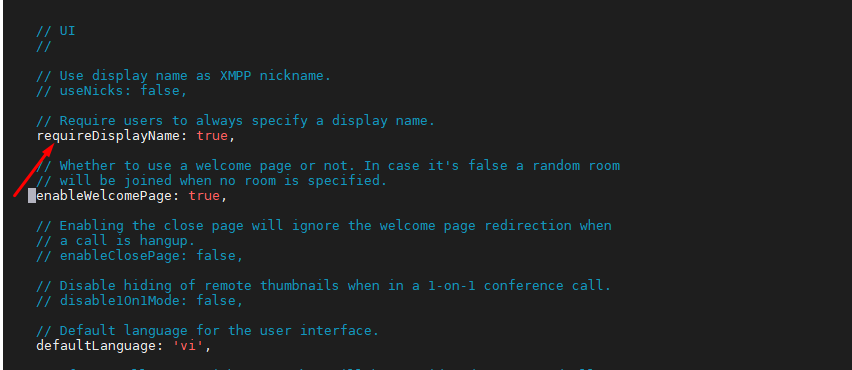 // UI
//
// Use display name as XMPP nickname.
// useNicks: false,
// Require users to always specify a display name.
requireDisplayName: true,
// Whether to use a welcome page or not. In case it's false a random room
// will be joined when no room is specified.
enableWelcomePage: true,
// Enabling the close page will ignore the welcome page redirection when
// a call is hangup.
// enableClosePage: false,
// Disable hiding of remote thumbnails when in a 1-on-1 conference call.
// disable1On1Mode: false,
// Default language for the user interface.
defaultLanguage: 'vi',